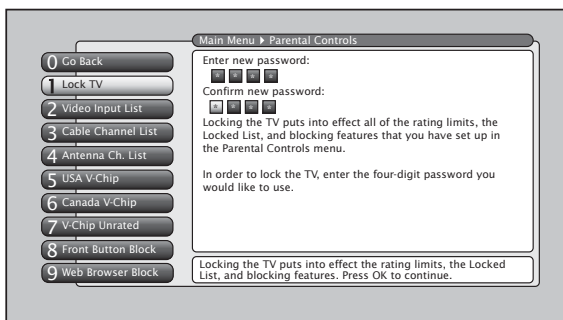 Main Menu ▸ Parental Controls
0 Go Back
1 Lock TV
2 Video Input List
3 Cable Channel List
4 Antenna Ch. List
5 USA V-Chip
6 Canada V-Chip
7 V-Chip Unrated
8 Front Button Block
9 Web Browser Block
Enter new password:
* * * *
Confirm new password:
* * * *
Locking the TV puts into effect all of the rating limits, the
Locked List, and blocking features that you have set up in
the Parental Controls menu.
In order to lock the TV, enter the four-digit password you
would like to use.
Locking the TV puts into effect the rating limits, the Locked
List, and blocking features. Press OK to continue.